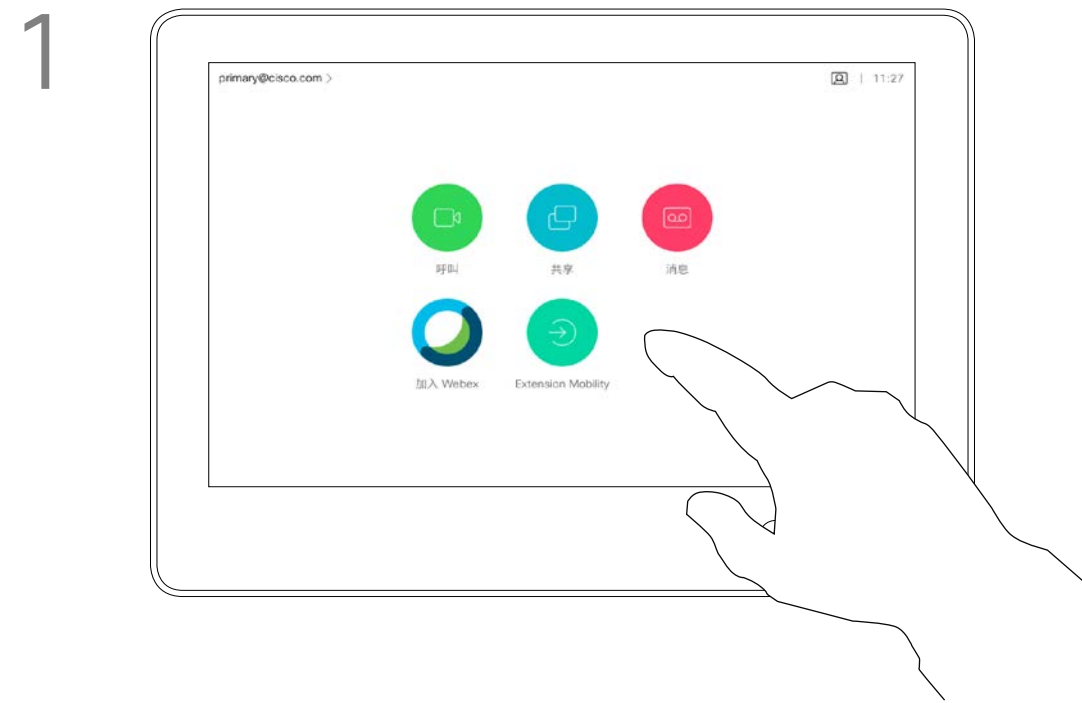 1
primary@cisco.com >
11:27
呼叫
共享
消息
加入 Webex
Extension Mobility